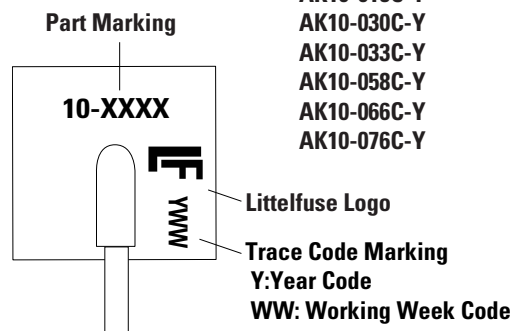 Part Marking
10-XXXX
LF
YWW
AK10-030C-Y
AK10-033C-Y
AK10-058C-Y
AK10-066C-Y
AK10-076C-Y
Littelfuse Logo
Trace Code Marking
Y:Year Code
WW: Working Week Code